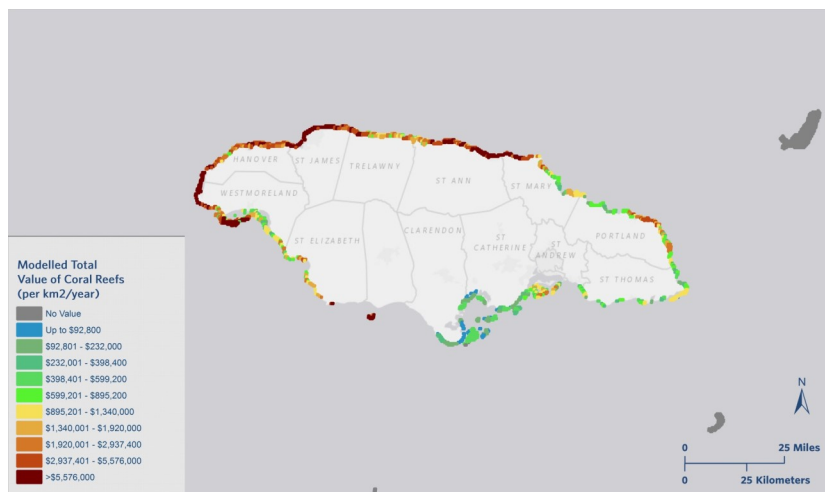 HANOVER
ST JAMES
TRELAWNY
WESTMORELAND
ST ANN
ST MARY
ST ELIZABETH
CLARENDON
ST
CATHERINE
ST
ANDREW
PORTLAND
ST THOMAS
Modelled Total
Value of Coral Reefs
(per km2/year)
No Value
Up to $92,800
$92,801 - $232,000
$232,001 - $398,400
$398,401 - $599,200
$599,201 - $895,200
$895,201 - $1,340,000
$1,340,001 - $1,920,000
$1,920,001 - $2,937,400
$2,937,401 - $5,576,000
>$5,576,000
N
0 25 Miles
0 25 Kilometers